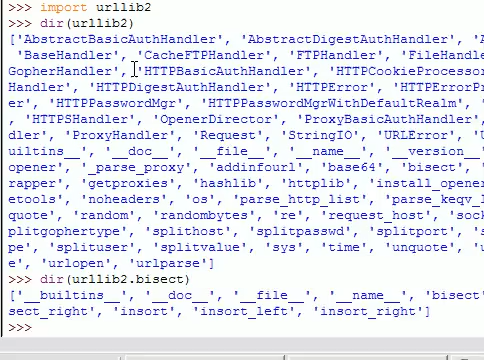 >>> import urllib2
>>> dir(urllib2)
['AbstractBasicAuthHandler', 'AbstractDigestAuthHandler', 'A
'BaseHandler', 'CacheFTPHandler', 'FTPHandler', 'FileHandle
GopherHandler', 'HTTPBasicAuthHandler', 'HTTPCookieProcessor
Handler', 'HTTPDigestAuthHandler', 'HTTPError', 'HTTPErrorPr
er', 'HTTPPasswordMgr', 'HTTPPasswordMgrWithDefaultRealm', '
, 'HTTPSHandler', 'OpenerDirector', 'ProxyBasicAuthHandler',
dler', 'ProxyHandler', 'Request', 'StringIO', 'URLError', 'U
uiltins__', '__doc__', '__file__', '__name__', '__version__'
opener', '_parse_proxy', 'addinfourl', 'base64', 'bisect', '
rapper', 'getproxies', 'hashlib', 'httplib', 'install_opener
etools', 'noheaders', 'os', 'parse_http_list', 'parse_keqv_l
quote', 'random', 'randombytes', 're', 'request_host', 'sock
plitgophertype', 'splithost', 'splitpasswd', 'splitport', 's
pe', 'splituser', 'splitvalue', 'sys', 'time', 'unquote', 'u
e', 'urlopen', 'urlparse']
>>> dir(urllib2.bisect)
['__builtins__', '__doc__', '__file__', '__name__', 'bisect'
sect_right', 'insort', 'insort_left', 'insort_right']
>>>